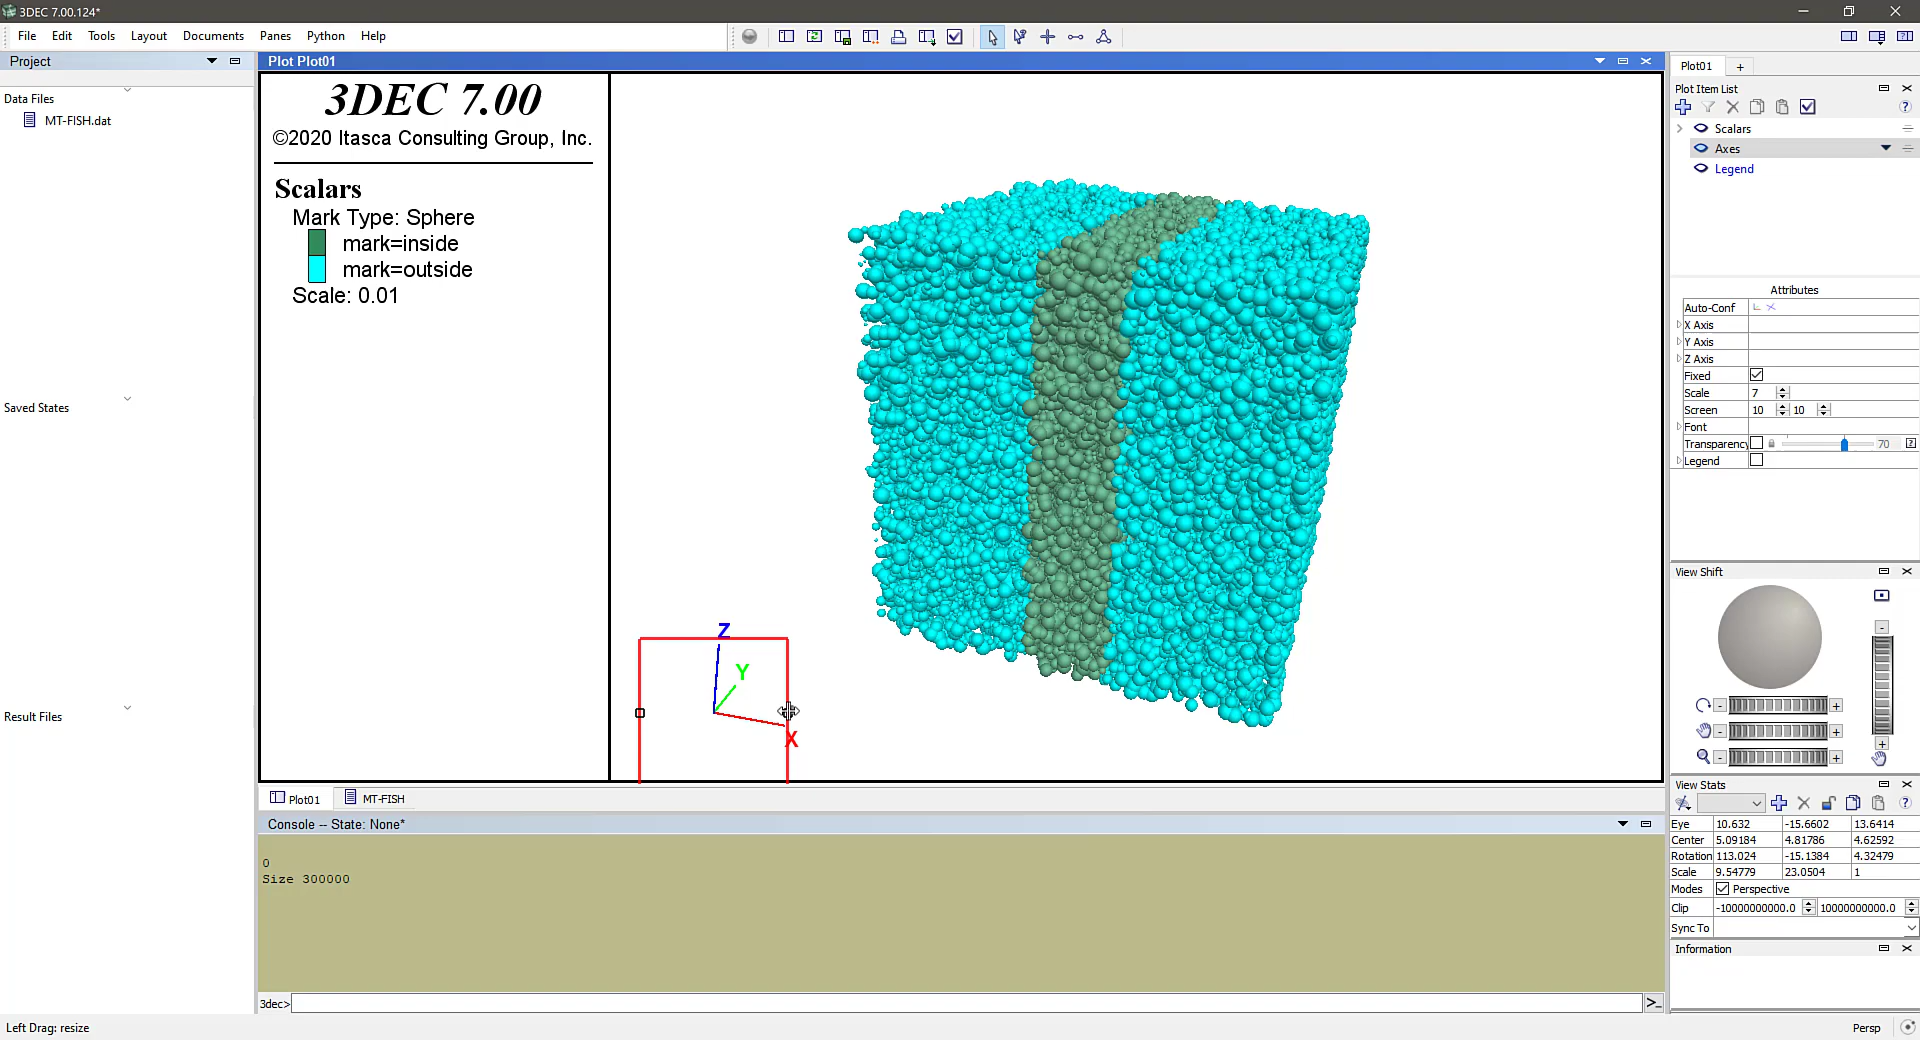 3DEC 7.00.124*
File Edit Tools Layout Documents Panes Python Help
Project
Data Files
MT-FISH.dat
Saved States
Result Files
Plot Plot01
3DEC 7.00
©2020 Itasca Consulting Group, Inc.
Scalars
Mark Type: Sphere
mark=inside
mark=outside
Scale: 0.01
Z
Y
X
Plot01 MT-FISH
Console -- State: None*
0
Size 300000
3dec>
>_
Plot01 +
Plot Item List
Scalars
Axes
Legend
Attributes
Auto-Conf
X Axis
Y Axis
Z Axis
Fixed
Scale 7
Screen 10 10
Font
Transparency 70
Legend
View Shift
- +
- +
- +
-
+
View Stats
Eye 10.632 -15.6602 13.6414
Center 5.09184 4.81786 4.62592
Rotation 113.024 -15.1384 4.32479
Scale 9.54779 23.0504 1
Modes Perspective
Clip -10000000000.0 10000000000.0
Sync To
Information
Left Drag: resize
Persp